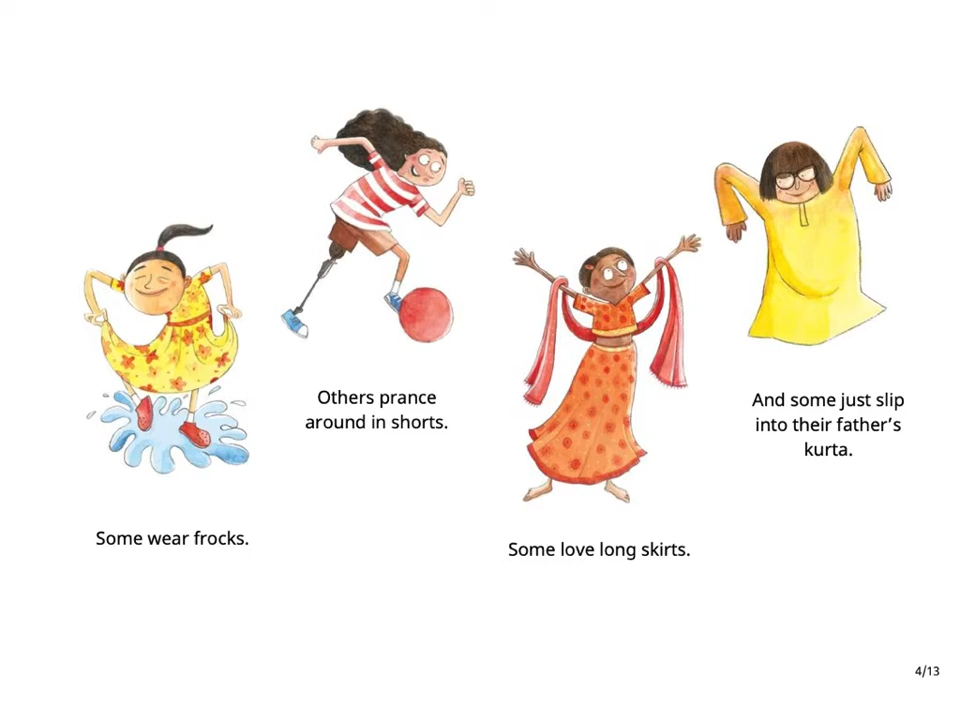 Some wear frocks.
Others prance
around in shorts.
Some love long skirts.
And some just slip
into their father’s
kurta.
4/13